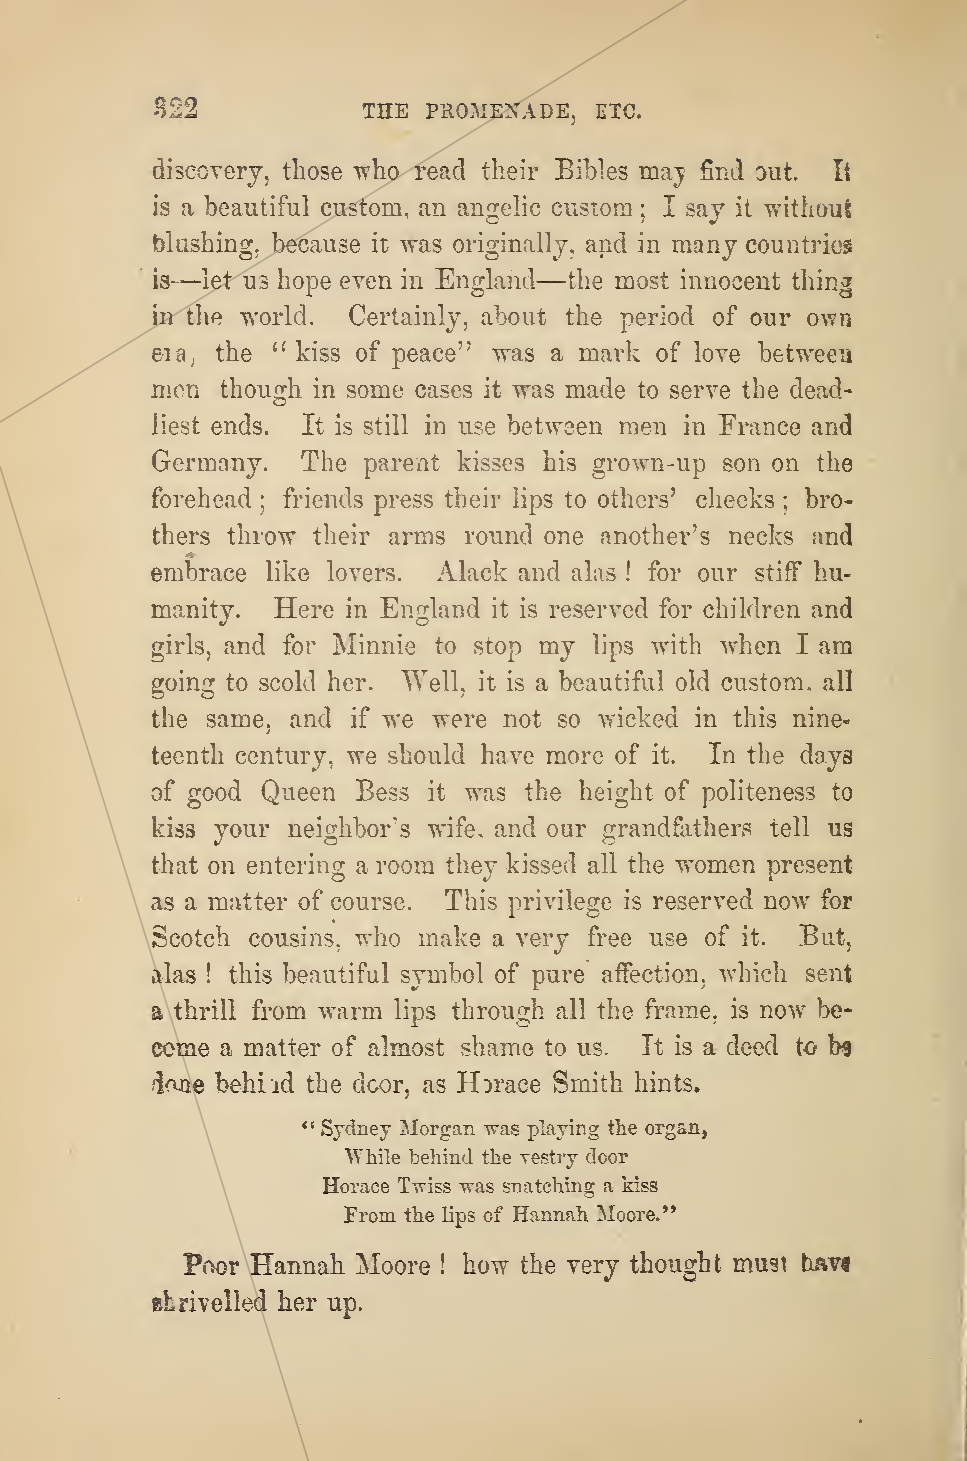 322 THE PROMENADE, ETC.
discovery, those who read their Bibles may find out. It
is a beautiful custom, an angelic custom; I say it without
blushing, because it was originally, and in many countries
is—let us hope even in England—the most innocent thing
in the world. Certainly, about the period of our own
era, the “kiss of peace” was a mark of love between
men though in some cases it was made to serve the dead-
liest ends. It is still in use between men in France and
Germany. The parent kisses his grown-up son on the
forehead; friends press their lips to others’ cheeks; bro-
thers throw their arms round one another’s necks and
embrace like lovers. Alack and alas! for our stiff hu-
manity. Here in England it is reserved for children and
girls, and for Minnie to stop my lips with when I am
going to scold her. Well, it is a beautiful old custom, all
the same, and if we were not so wicked in this nine-
teenth century, we should have more of it. In the days
of good Queen Bess it was the height of politeness to
kiss your neighbor’s wife, and our grandfathers tell us
that on entering a room they kissed all the women present
as a matter of course. This privilege is reserved now for
Scotch cousins, who make a very free use of it. But,
alas! this beautiful symbol of pure affection, which sent
a thrill from warm lips through all the frame, is now be-
come a matter of almost shame to us. It is a deed to be
done behind the door, as Horace Smith hints.
“Sydney Morgan was playing the organ,
While behind the vestry door
Horace Twiss was snatching a kiss
From the lips of Hannah Moore.”
Poor Hannah Moore! how the very thought must have
shrivelled her up.